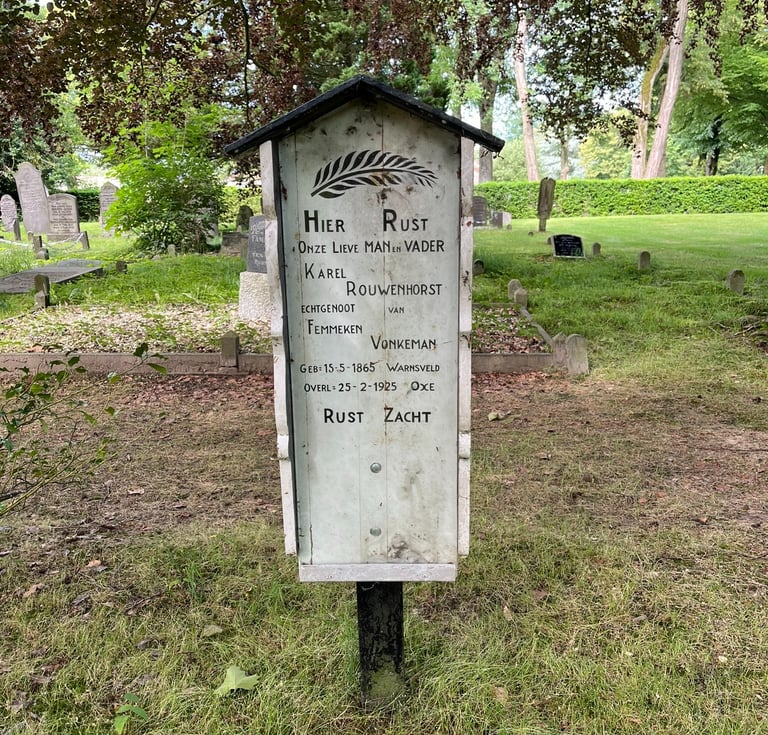 HIER RUST
ONZE LIEVE MAN en VADER
KAREL
ROUWENHORST
ECHTGENOOT VAN
FEMMEKEN
VONKEMAN
GEB= 15-5-1865 WARNSVELD
OVERL= 25-2-1925 OXE
RUST ZACHT